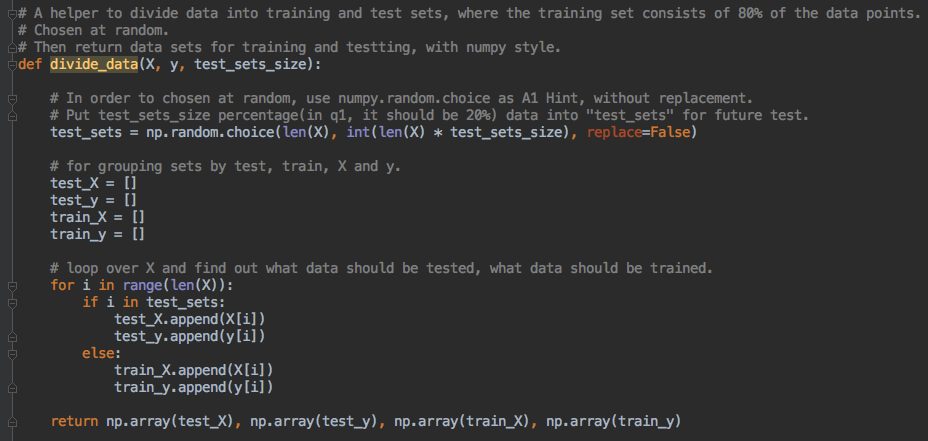 # A helper to divide data into training and test sets, where the training set consists of 80% of the data points.
# Chosen at random.
# Then return data sets for training and testting, with numpy style.
def divide_data(X, y, test_sets_size):
# In order to chosen at random, use numpy.random.choice as A1 Hint, without replacement.
# Put test_sets_size percentage(in q1, it should be 20%) data into "test_sets" for future test.
test_sets = np.random.choice(len(X), int(len(X) * test_sets_size), replace=False)
# for grouping sets by test, train, X and y.
test_X = []
test_y = []
train_X = []
train_y = []
# loop over X and find out what data should be tested, what data should be trained.
for i in range(len(X)):
if i in test_sets:
test_X.append(X[i])
test_y.append(y[i])
else:
train_X.append(X[i])
train_y.append(y[i])
return np.array(test_X), np.array(test_y), np.array(train_X), np.array(train_y)